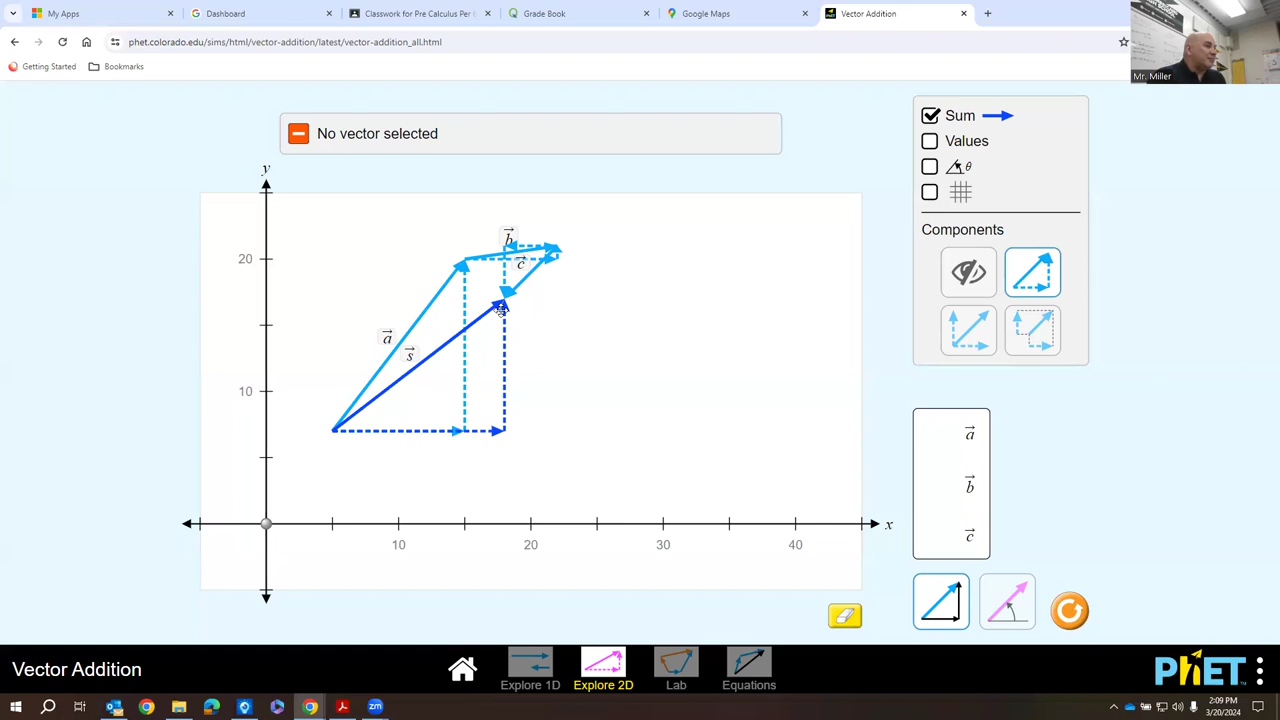 My Apps
Dashboard
Classwork for Pre Calculus Per
Grade Book
Google Maps
Vector Addition
phet.colorado.edu/sims/html/vector-addition/latest/vector-addition_all.html
Getting Started
Bookmarks
Mr. Miller
No vector selected
Sum
Values
θ
Components
y
20
10
b
c
a
s
x
10
20
30
40
a
b
c
Vector Addition
Explore 1D
Explore 2D
Lab
Equations
PhET
zm
2:09 PM
3/20/2024